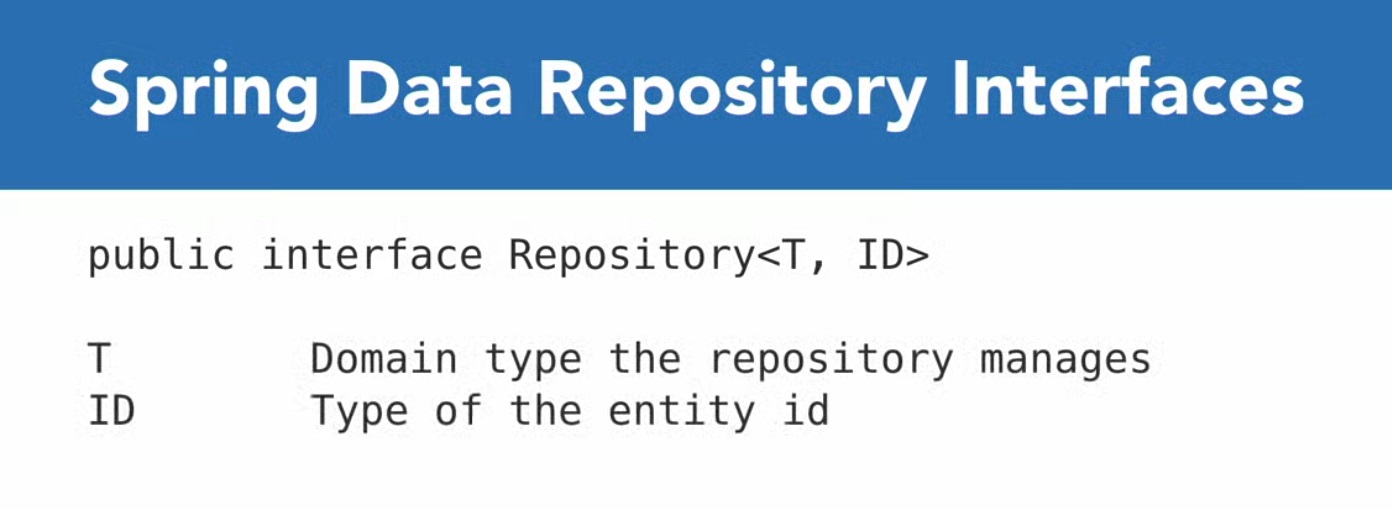 Spring Data Repository Interfaces
public interface Repository<T, ID>
T Domain type the repository manages
ID Type of the entity id